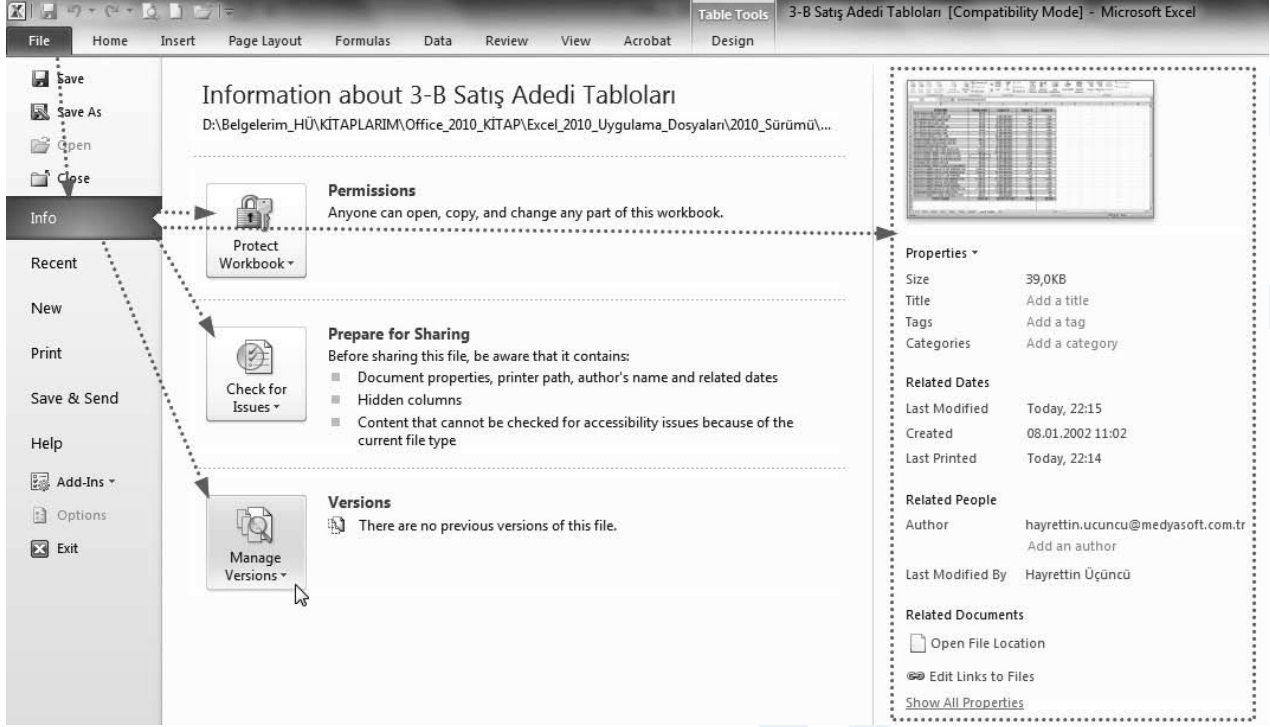 Table Tools
3-B Satış Adedi Tabloları [Compatibility Mode] - Microsoft Excel
File Home Insert Page Layout Formulas Data Review View Acrobat Design
Save
Save As
Open
Close
Info
Recent
New
Print
Save & Send
Help
Add-Ins
Options
Exit
Information about 3-B Satış Adedi Tabloları
D:\Belgelerim_HÜ\KİTAPLARIM\Office_2010_KİTAP\Excel_2010_Uygulama_Dosyaları\2010_Sürümü\...
Protect
Workbook
Permissions
Anyone can open, copy, and change any part of this workbook.
Check for
Issues
Prepare for Sharing
Before sharing this file, be aware that it contains:
Document properties, printer path, author's name and related dates
Hidden columns
Content that cannot be checked for accessibility issues because of the
current file type
Manage
Versions
Versions
There are no previous versions of this file.
Properties
Size 39,0KB
Title Add a title
Tags Add a tag
Categories Add a category
Related Dates
Last Modified Today, 22:15
Created 08.01.2002 11:02
Last Printed Today, 22:14
Related People
Author hayrettin.ucuncu@medyasoft.com.tr
Add an author
Last Modified By Hayrettin Üçüncü
Related Documents
Open File Location
Edit Links to Files
Show All Properties